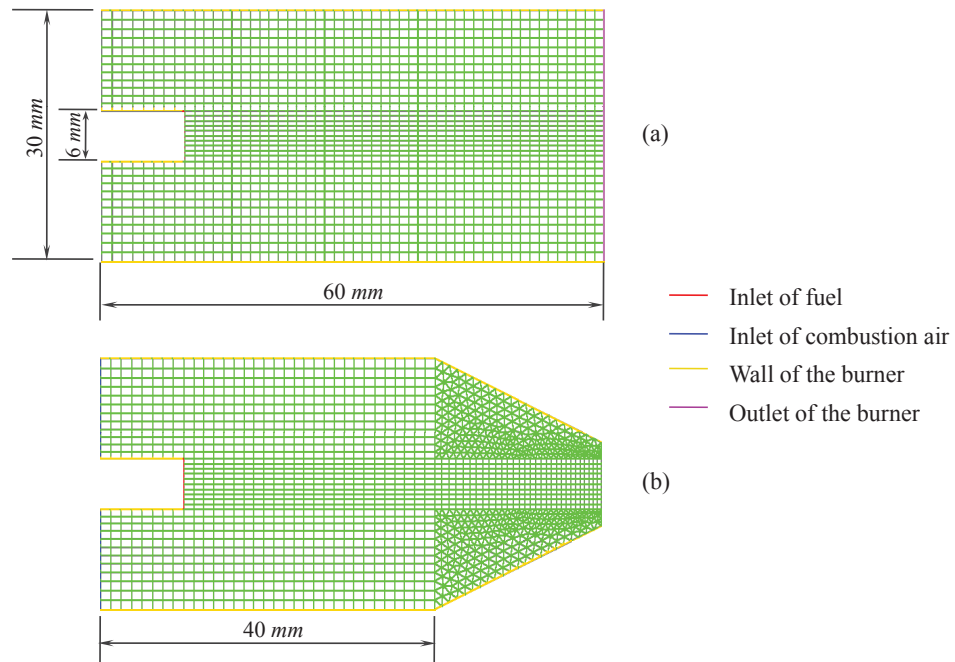 30 mm
6 mm
(a)
60 mm
Inlet of fuel
Inlet of combustion air
Wall of the burner
Outlet of the burner
(b)
40 mm